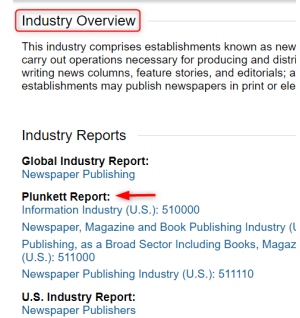 Industry Overview
This industry comprises establishments known as new
carry out operations necessary for producing and distri
writing news columns, feature stories, and editorials; a
establishments may publish newspapers in print or ele
Industry Reports
Global Industry Report:
Newspaper Publishing
Plunkett Report:
Information Industry (U.S.): 510000
Newspaper, Magazine and Book Publishing Industry (U
Publishing, as a Broad Sector Including Books, Magaz
(U.S.): 511000
Newspaper Publishing Industry (U.S.): 511110
U.S. Industry Report:
Newspaper Publishers